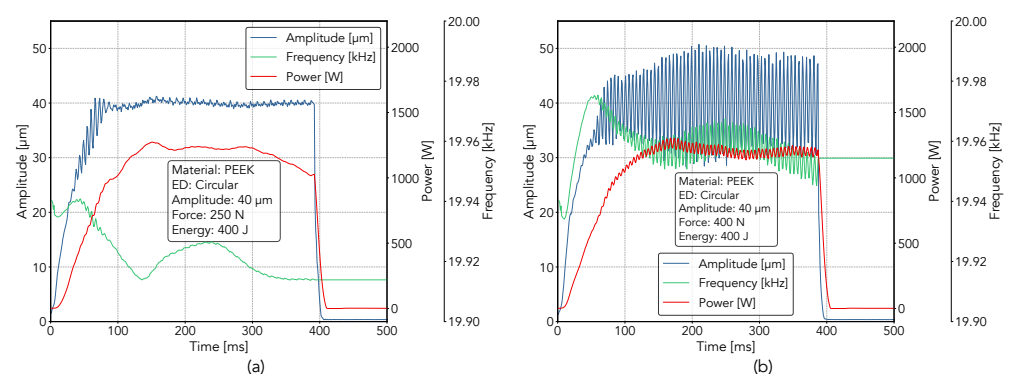 Amplitude [µm]
Frequency [kHz]
Power [W]
Material: PEEK
ED: Circular
Amplitude: 40 µm
Force: 250 N
Energy: 400 J
50
40
30
20
10
0
Amplitude [µm]
2000
1500
1000
500
0
Power [W]
20.00
19.98
19.96
19.94
19.92
19.90
Frequency [kHz]
0 100 200 300 400 500
Time [ms]
(a)
50
40
30
20
10
0
Amplitude [µm]
Material: PEEK
ED: Circular
Amplitude: 40 µm
Force: 400 N
Energy: 400 J
Amplitude [µm]
Frequency [kHz]
Power [W]
2000
1500
1000
500
0
Power [W]
20.00
19.98
19.96
19.94
19.92
19.90
Frequency [kHz]
0 100 200 300 400 500
Time [ms]
(b)